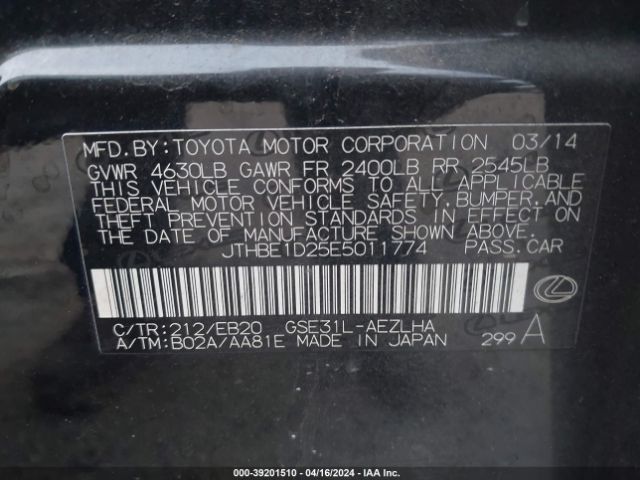 MFD. BY: TOYOTA MOTOR CORPORATION 03/14
GVWR 4630LB GAWR FR 2400LB RR 2545LB
THIS VEHICLE CONFORMS TO ALL APPLICABLE
FEDERAL MOTOR VEHICLE SAFETY, BUMPER, AND
THEFT PREVENTION STANDARDS IN EFFECT ON
THE DATE OF MANUFACTURE SHOWN ABOVE.
JTHBE1D25E5011774 PASS. CAR
C/TR: 212/EB20 GSE31L-AEZLHA
A/TM: B02A/AA81E MADE IN JAPAN 299 A
000-39201510 - 04/16/2024 - IAA Inc.